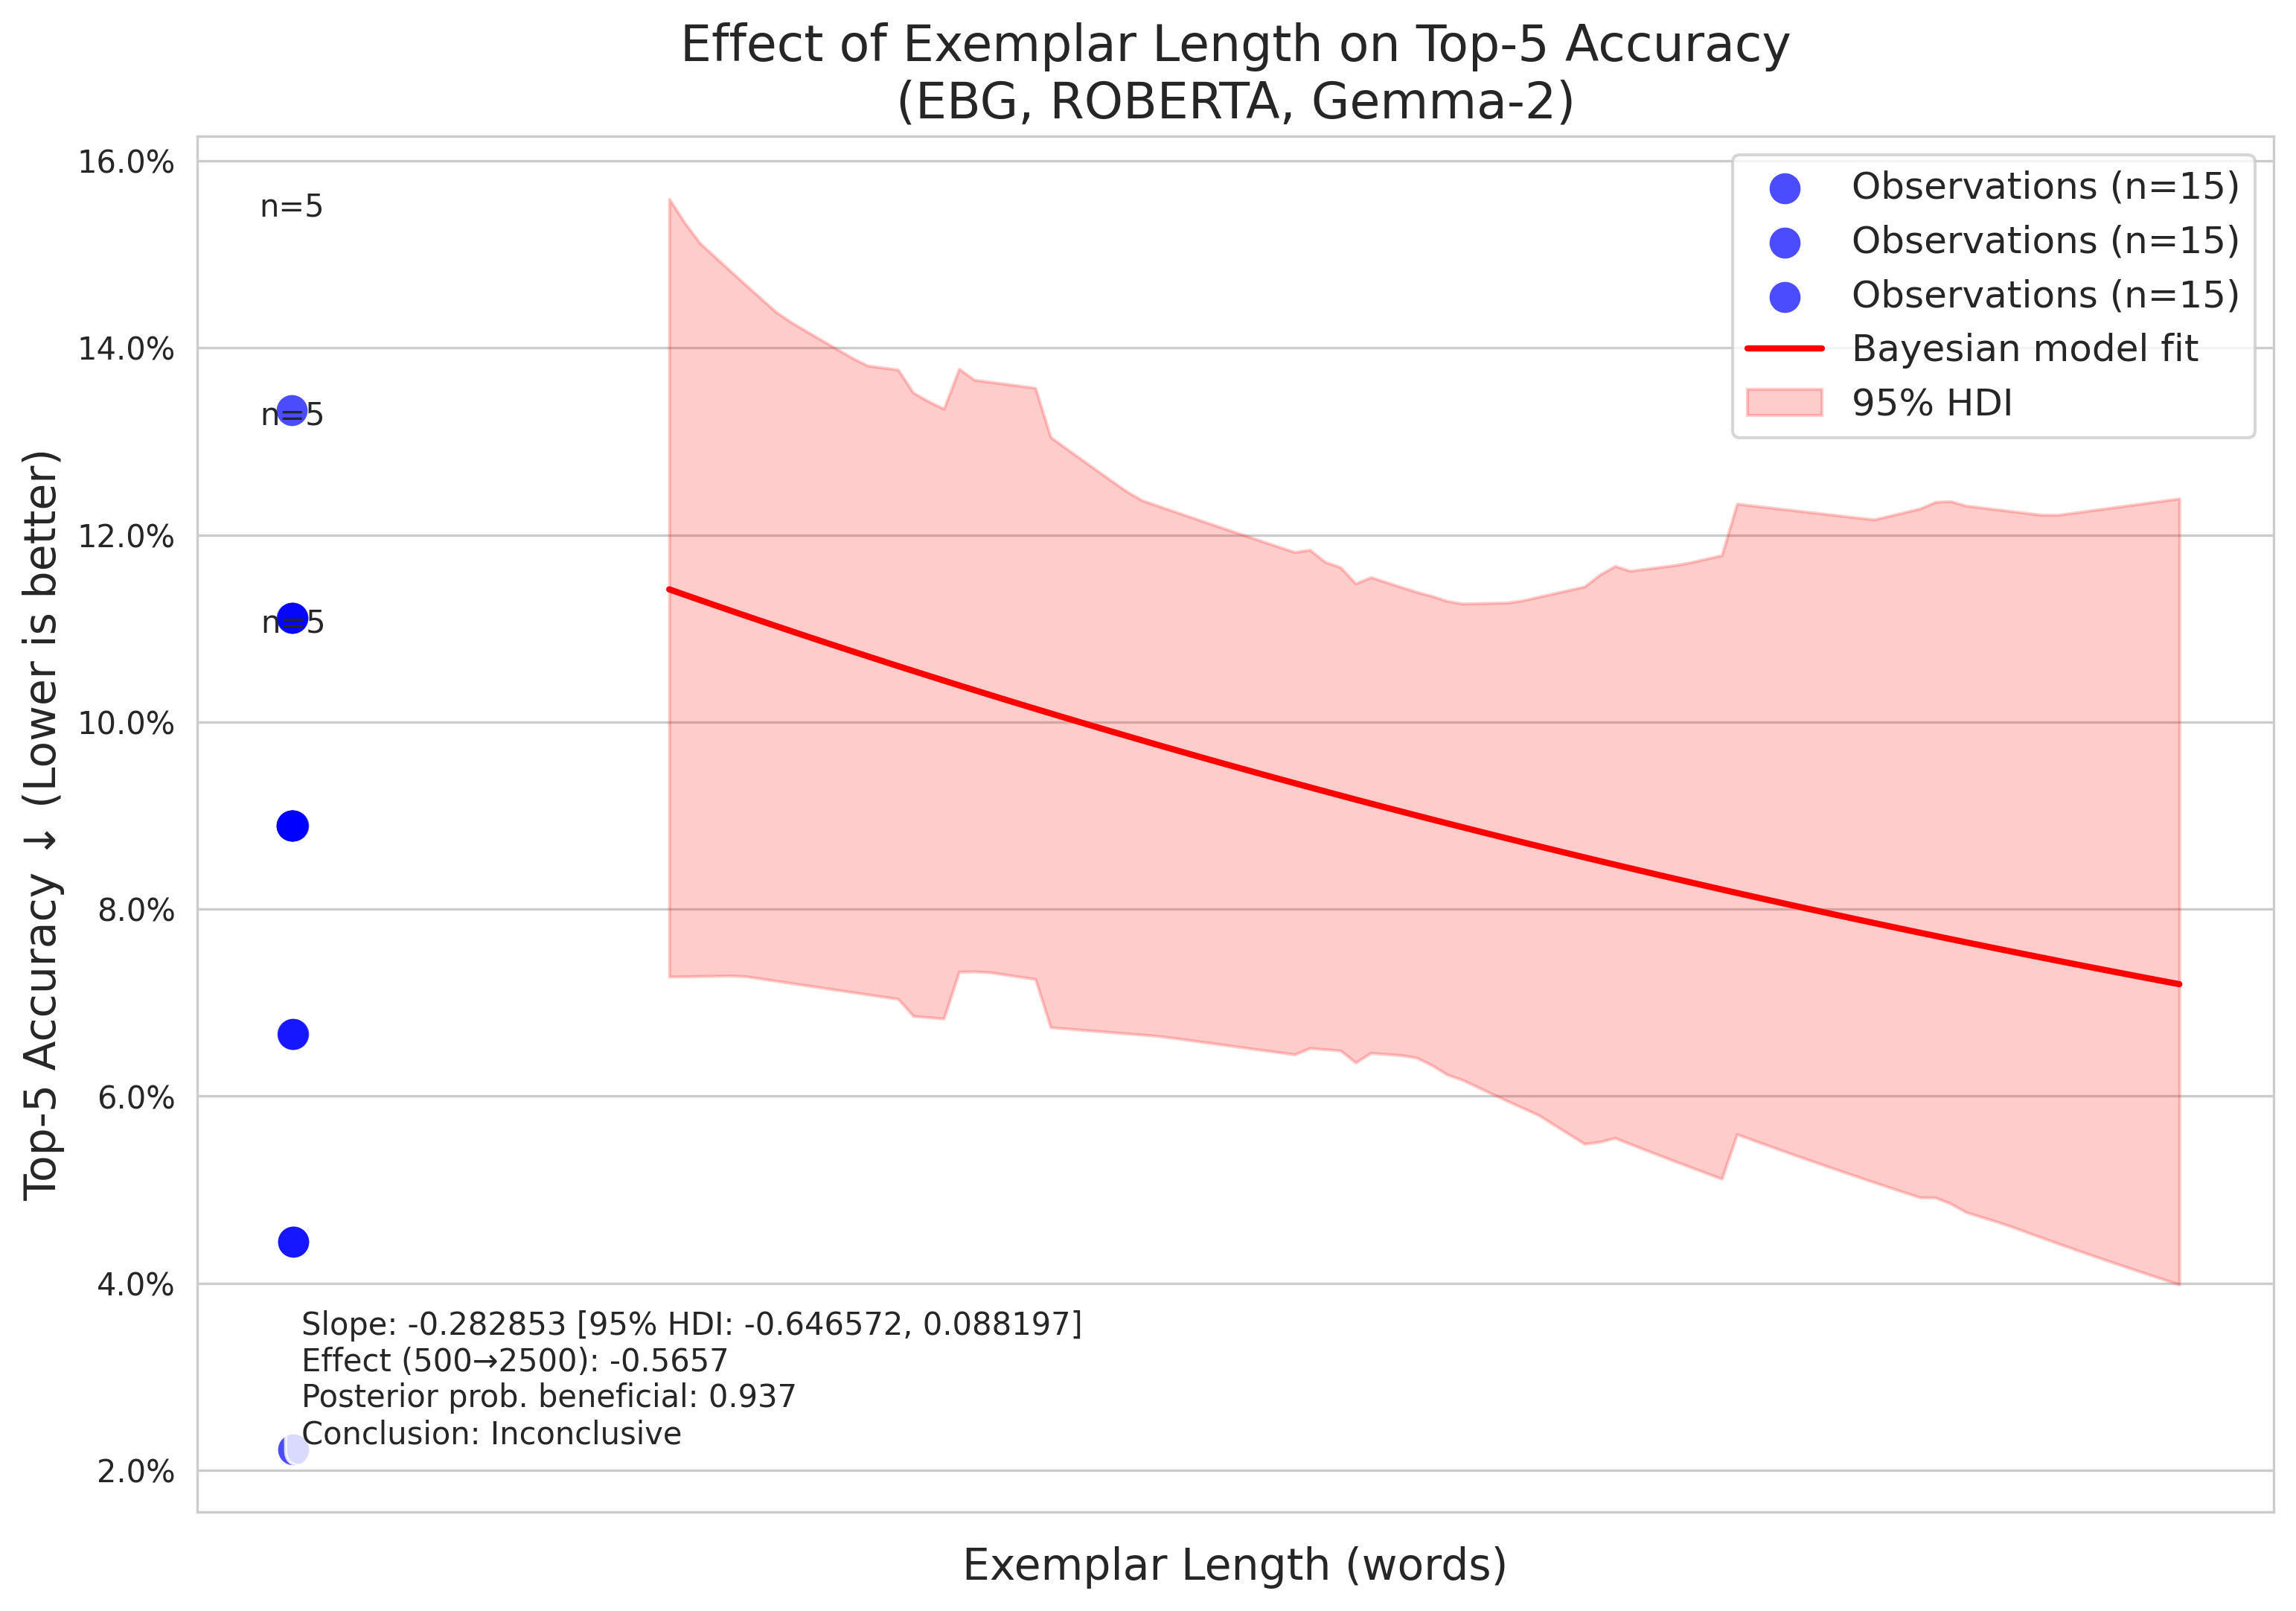 Effect of Exemplar Length on Top-5 Accuracy
(EBG, ROBERTA, Gemma-2)
Top-5 Accuracy ↓ (Lower is better)
16.0%
14.0%
12.0%
10.0%
8.0%
6.0%
4.0%
2.0%
n=5
n=5
n=5
Observations (n=15)
Observations (n=15)
Observations (n=15)
Bayesian model fit
95% HDI
Slope: -0.282853 [95% HDI: -0.646572, 0.088197]
Effect (500→2500): -0.5657
Posterior prob. beneficial: 0.937
Conclusion: Inconclusive
Exemplar Length (words)